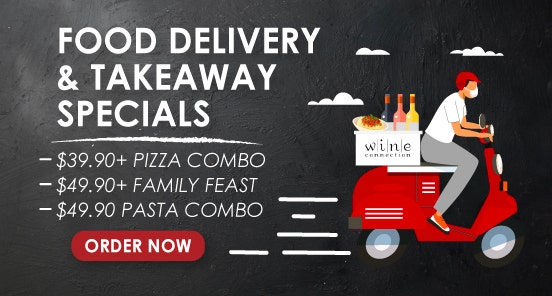 FOOD DELIVERY
& TAKEAWAY
SPECIALS
– $39.90+ PIZZA COMBO
– $49.90+ FAMILY FEAST
– $49.90 PASTA COMBO
ORDER NOW
w|i|n|e
connection